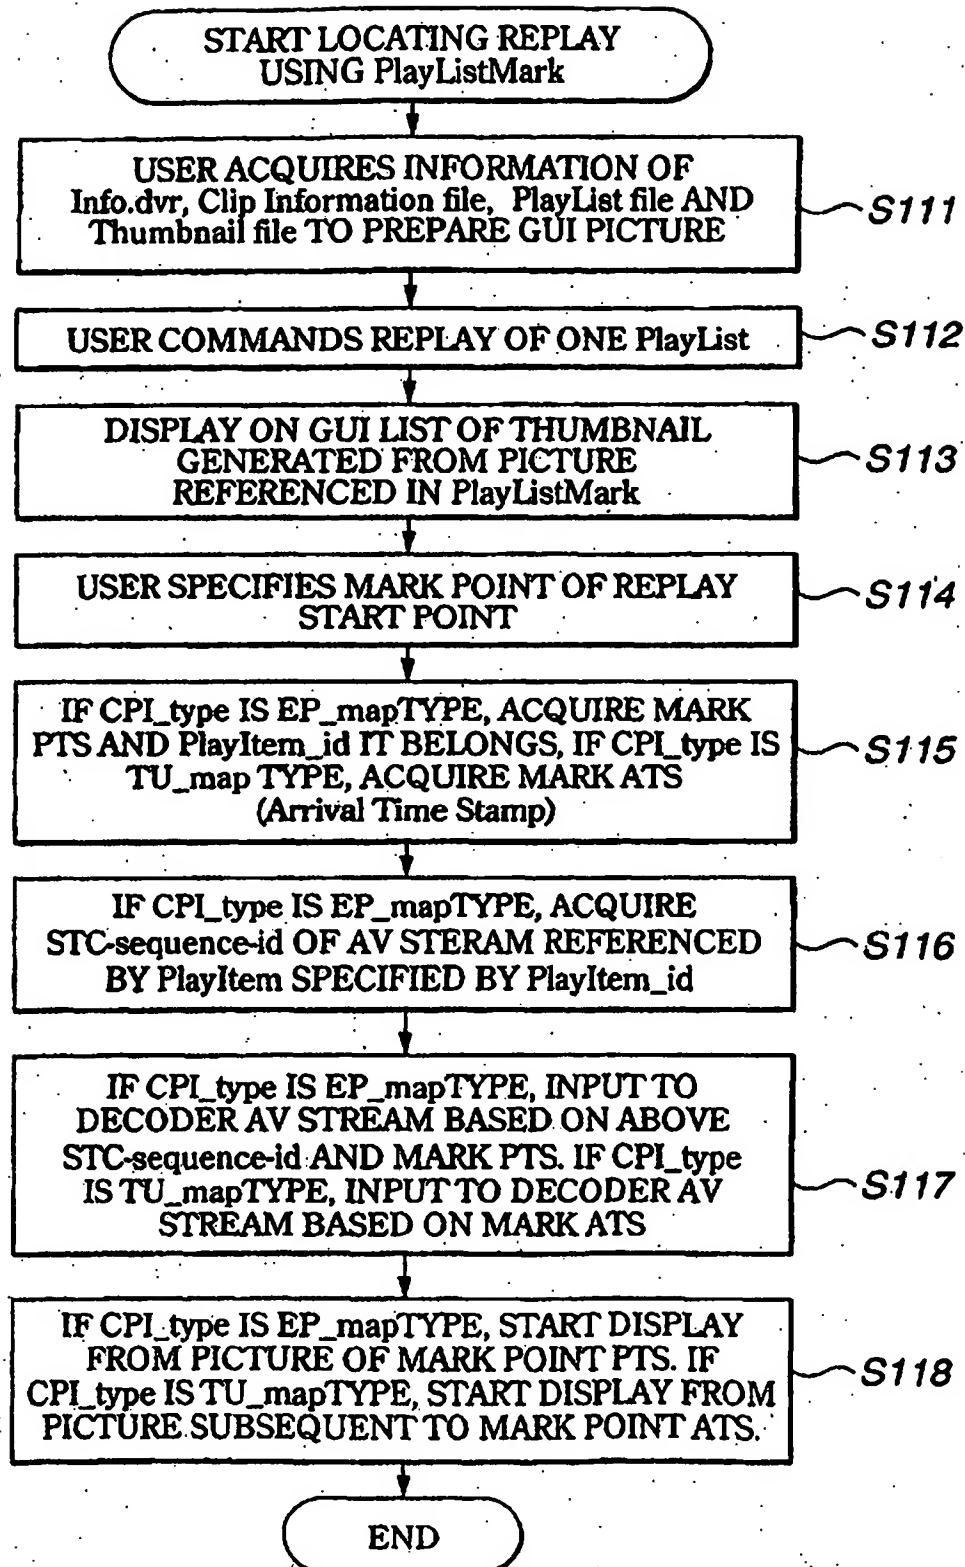 START LOCATING REPLAY
USING PlayListMark
USER ACQUIRES INFORMATION OF
Info.dvr, Clip Information file, PlayList file AND
Thumbnail file TO PREPARE GUI PICTURE
S111
USER COMMANDS REPLAY OF ONE PlayList
S112
DISPLAY ON GUI LIST OF THUMBNAIL
GENERATED FROM PICTURE
REFERENCED IN PlayListMark
S113
USER SPECIFIES MARK POINT OF REPLAY
START POINT
S114
IF CPI_type IS EP_mapTYPE, ACQUIRE MARK
PTS AND PlayItem_id IT BELONGS, IF CPI_type IS
TU_map TYPE, ACQUIRE MARK ATS
(Arrival Time Stamp)
S115
IF CPI_type IS EP_mapTYPE, ACQUIRE
STC-sequence-id OF AV STERAM REFERENCED
BY PlayItem SPECIFIED BY PlayItem_id
S116
IF CPI_type IS EP_mapTYPE, INPUT TO
DECODER AV STREAM BASED ON ABOVE
STC-sequence-id AND MARK PTS. IF CPI_type
IS TU_mapTYPE, INPUT TO DECODER AV
STREAM BASED ON MARK ATS
S117
IF CPI_type IS EP_mapTYPE, START DISPLAY
FROM PICTURE OF MARK POINT PTS. IF
CPI_type IS TU_mapTYPE, START DISPLAY FROM
PICTURE SUBSEQUENT TO MARK POINT ATS.
S118
END